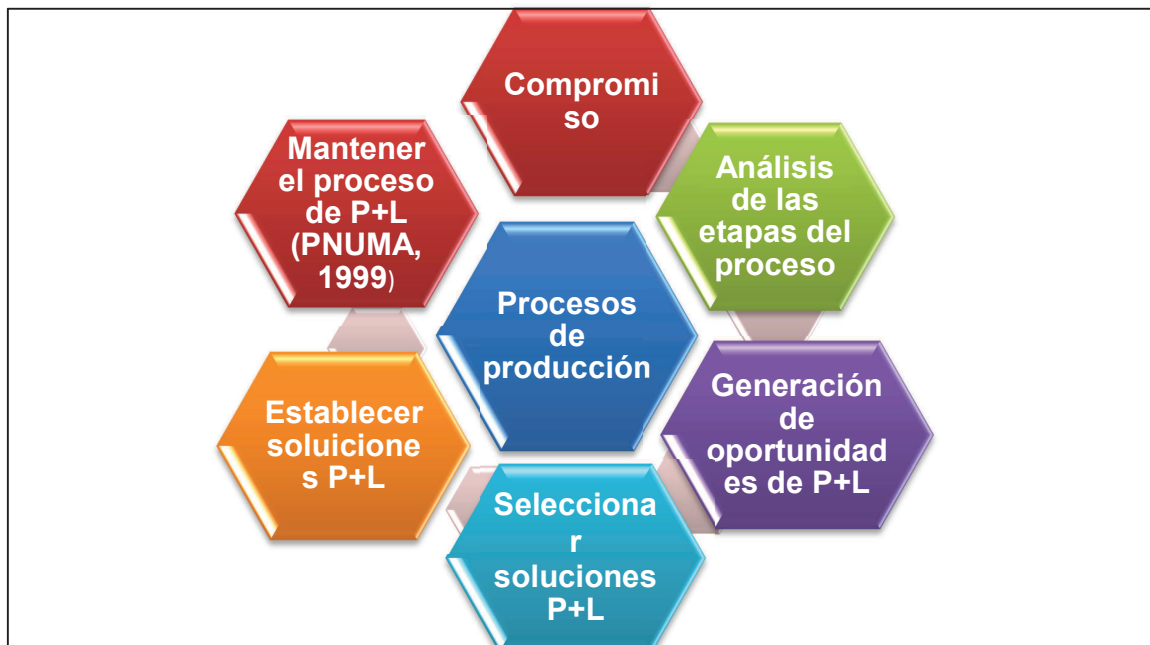 Compromi
so
Análisis
de las
etapas del
proceso
Generación
de
oportunidad
es de P+L
Selecciona
r
soluciones
P+L
Establecer
soluicione
s P+L
Mantener
el proceso
de P+L
(PNUMA,
1999)
Procesos
de
producción